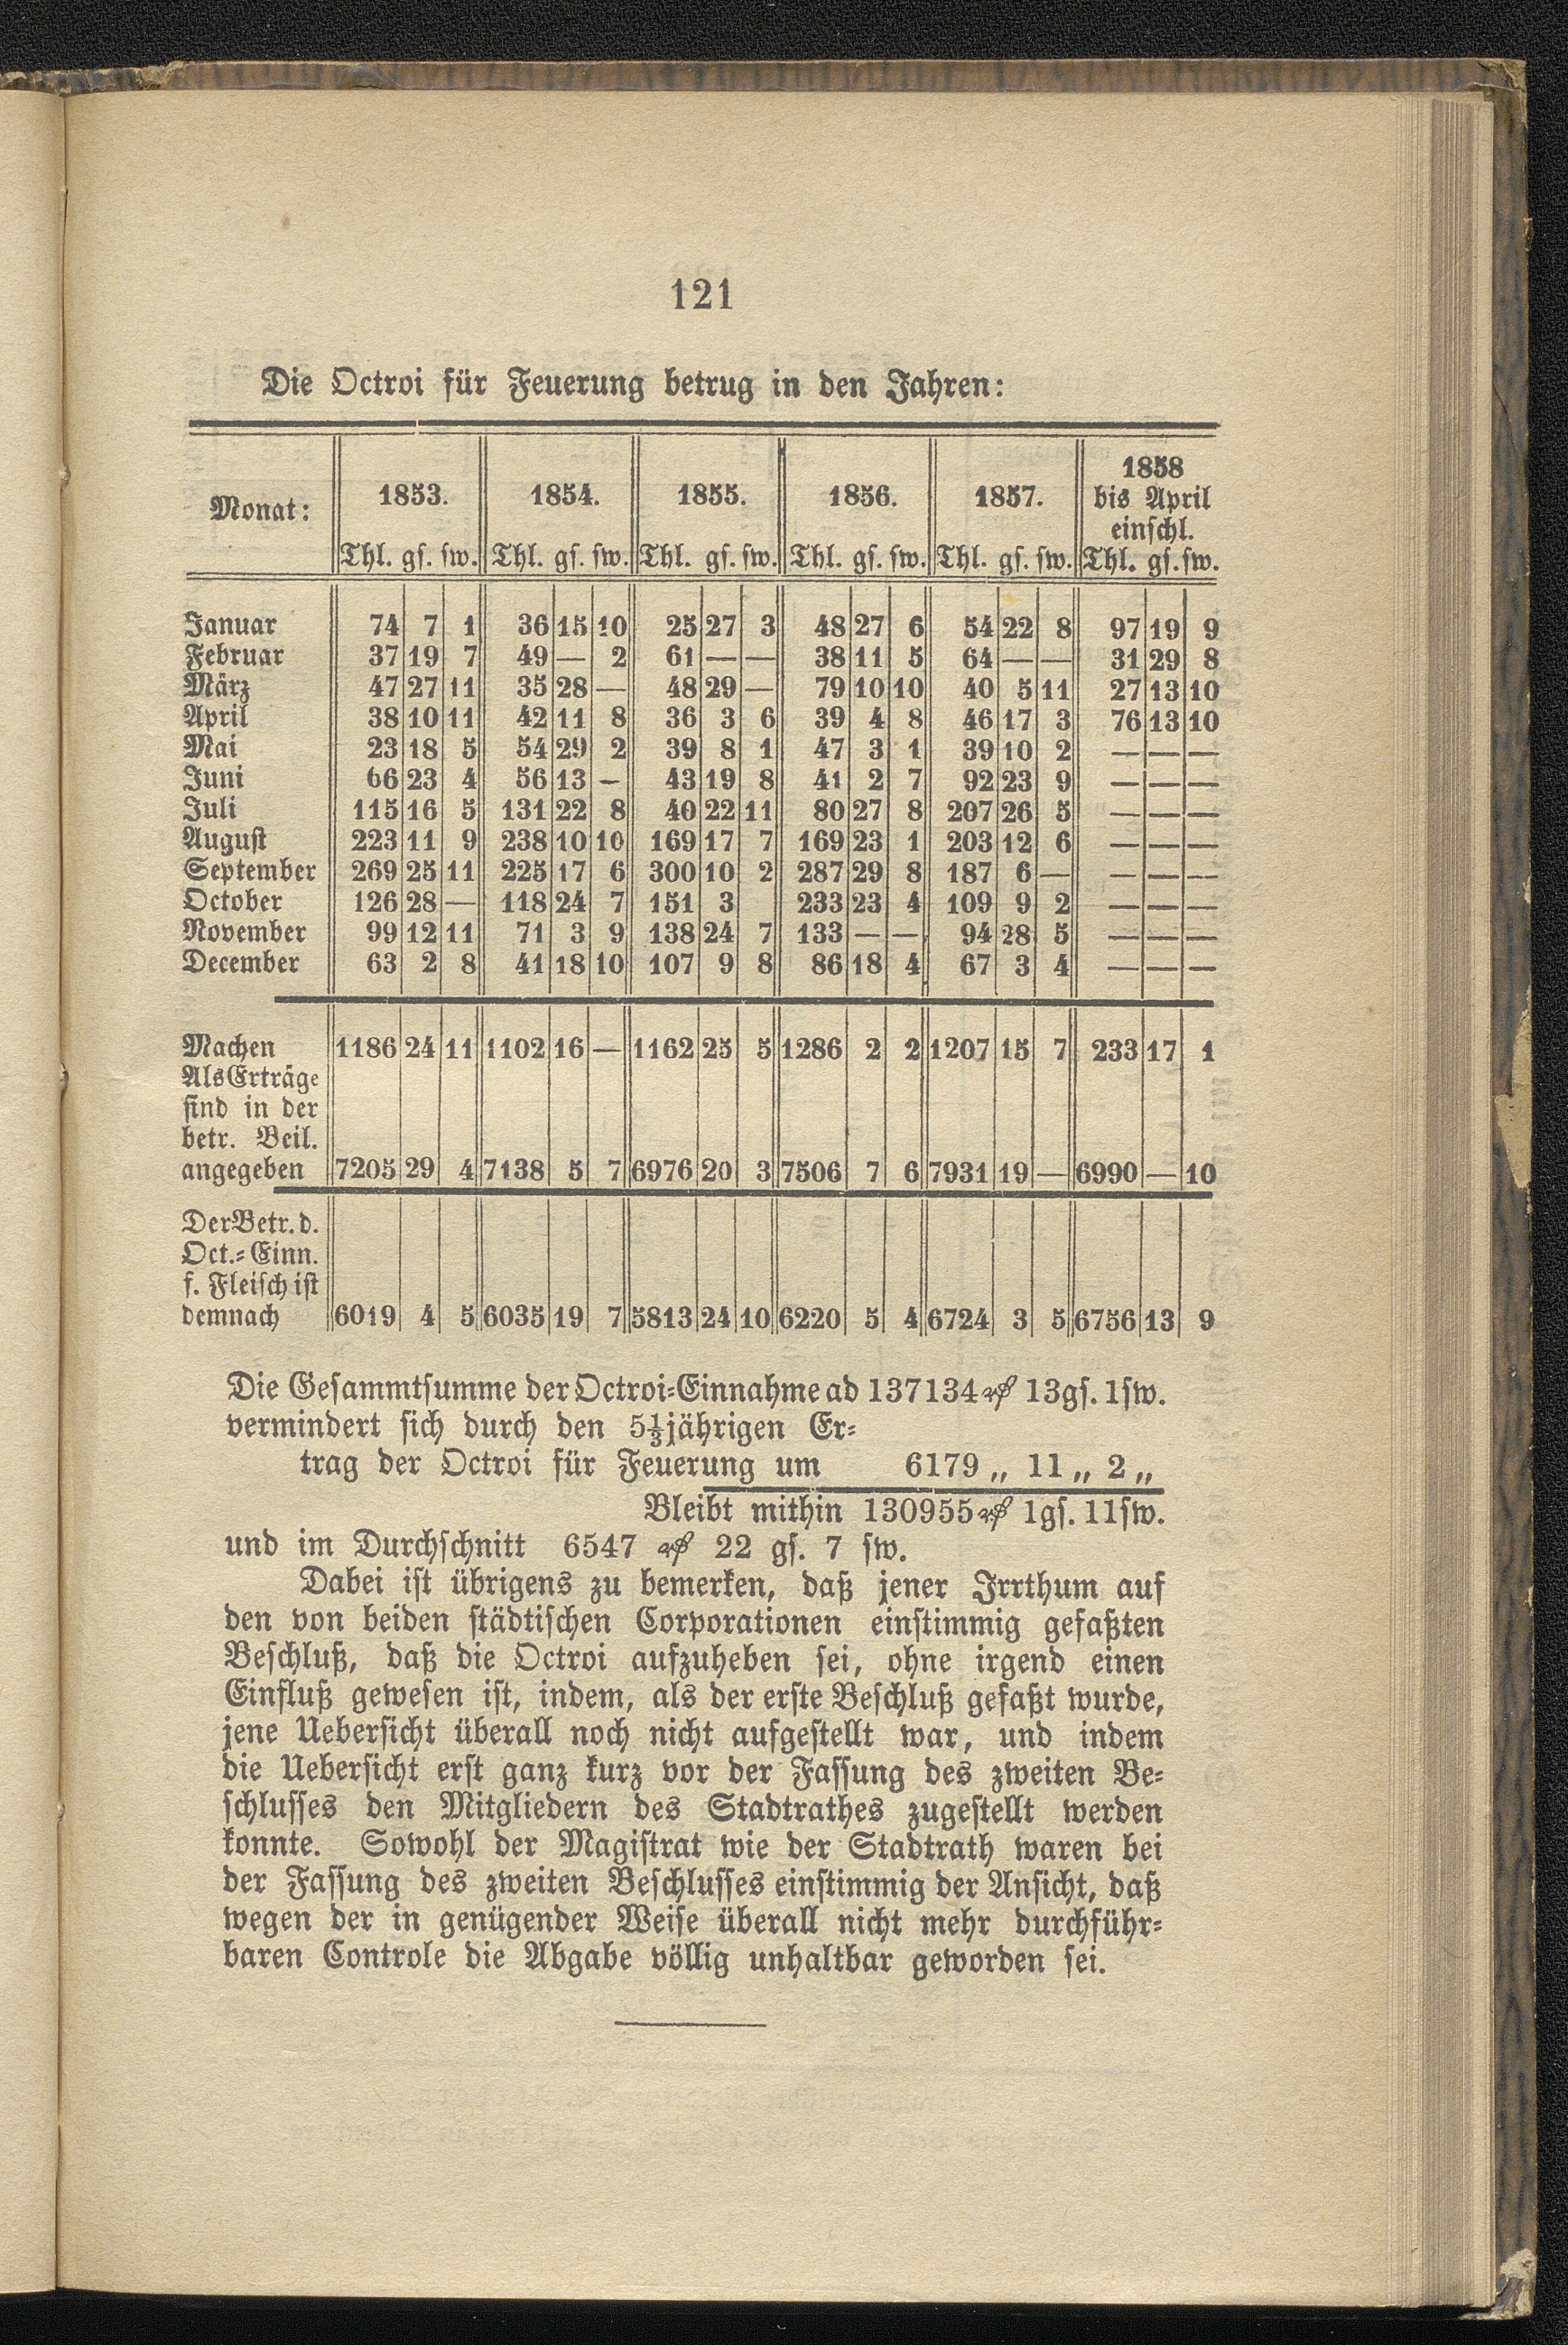 121
Die Octroi für Feuerung betrug in den Jahren:
Monat: 1853. 1854. 1855. 1856. 1857. 1858
bis April
einschl.
Thl. gs. sw. Thl. gs. sw. Thl. gs. sw. Thl. gs. sw. Thl. gs. sw. Thl. gs. sw.
Januar 74 7 1 36 15 10 25 27 3 48 27 6 54 22 8 97 19 9
Februar 37 19 7 49 — 2 61 — — 38 11 5 64 — — 31 29 8
März 47 27 11 35 28 — 48 29 — 79 10 10 40 5 11 27 13 10
April 38 10 11 42 11 8 36 3 6 39 4 8 46 17 3 76 13 10
Mai 23 18 5 54 29 2 39 8 1 47 3 1 39 10 2 — — —
Juni 66 23 4 56 13 – 43 19 8 41 2 7 92 23 9 — — —
Juli 115 16 5 131 22 8 40 22 11 80 27 8 207 26 5 — — —
August 223 11 9 238 10 10 169 17 7 169 23 1 203 12 6 — — —
September 269 25 11 225 17 6 300 10 2 287 29 8 187 6 — — — —
October 126 28 — 118 24 7 151 3 233 23 4 109 9 2 — — —
November 99 12 11 71 3 9 138 24 7 133 — — 94 28 5 — — —
December 63 2 8 41 18 10 107 9 8 86 18 4 67 3 4 — — —
Machen 1186 24 11 1102 16 — 1162 25 5 1286 2 2 1207 15 7 233 17 1
Als Erträge
sind in der
betr. Beil.
angegeben 7205 29 4 7138 5 7 6976 20 3 7506 7 6 7931 19 — 6990 — 10
Der Betr. d.
Oct.=Einn.
f. Fleisch ist
demnach 6019 4 5 6035 19 7 5813 24 10 6220 5 4 6724 3 5 6756 13 9
Die Gesammtsumme der Octroi=Einnahme ad 137134 ₰ 13gs. 1sw.
vermindert sich durch den 5⅓jährigen Er=
trag der Octroi für Feuerung um 6179 „ 11 „ 2 „
Bleibt mithin 130955 ₰ 1gs. 11sw.
und im Durchschnitt 6547 ₰ 22 gs. 7 sw.
Dabei ist übrigens zu bemerken, daß jener Irrthum auf
den von beiden städtischen Corporationen einstimmig gefaßten
Beschluß, daß die Octroi aufzuheben sei, ohne irgend einen
Einfluß gewesen ist, indem, als der erste Beschluß gefaßt wurde,
jene Uebersicht überall noch nicht aufgestellt war, und indem
die Uebersicht erst ganz kurz vor der Fassung des zweiten Be=
schlusses den Mitgliedern des Stadtrathes zugestellt werden
konnte. Sowohl der Magistrat wie der Stadtrath waren bei
der Fassung des zweiten Beschlusses einstimmig der Ansicht, daß
wegen der in genügender Weise überall nicht mehr durchführ=
baren Controle die Abgabe völlig unhaltbar geworden sei.